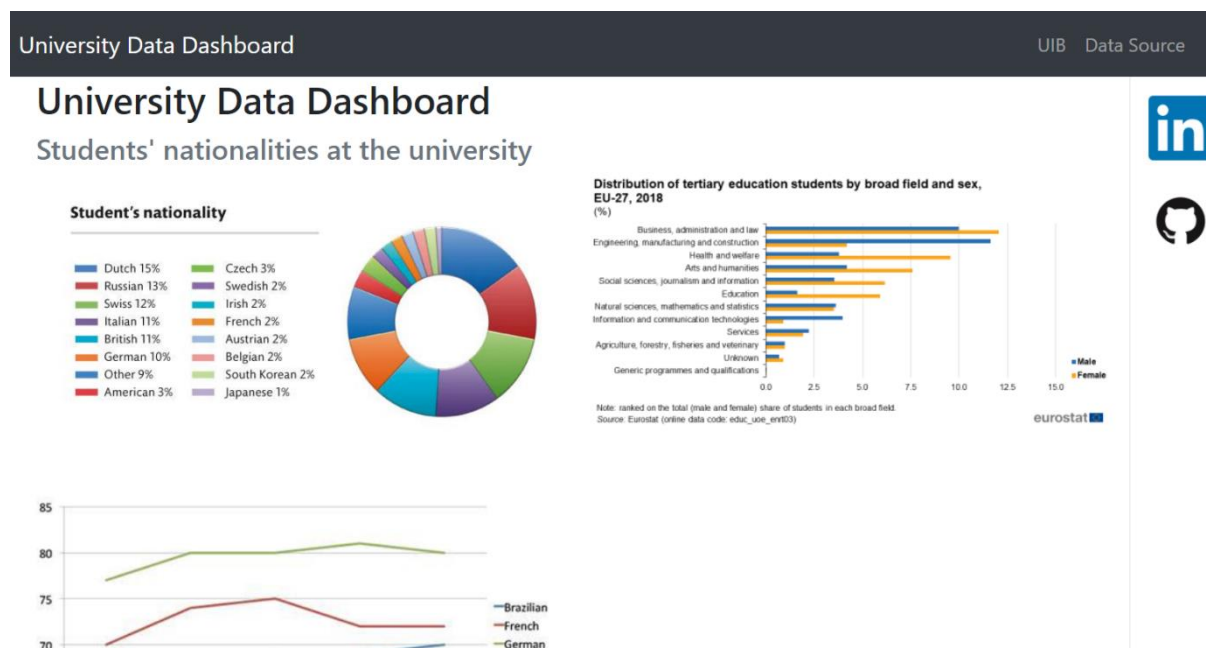 University Data Dashboard
UIB Data Source
University Data Dashboard
Students' nationalities at the university
in
Student's nationality
Dutch 15%
Russian 13%
Swiss 12%
Italian 11%
British 11%
German 10%
Other 9%
American 3%
Czech 3%
Swedish 2%
Irish 2%
French 2%
Austrian 2%
Belgian 2%
South Korean 2%
Japanese 1%
Distribution of tertiary education students by broad field and sex,
EU-27, 2018
(%)
Business, administration and law
Engineering, manufacturing and construction
Health and welfare
Arts and humanities
Social sciences, journalism and information
Education
Natural sciences, mathematics and statistics
Information and communication technologies
Services
Agriculture, forestry, fisheries and veterinary
Unknown
Generic programmes and qualifications
0.0 2.5 5.0 7.5 10.0 12.5 15.0
Male
Female
Note: ranked on the total (male and female) share of students in each broad field.
Source: Eurostat (online data code: educ_uoe_enrt03)
eurostat
85
80
75
70
Brazilian
French
German